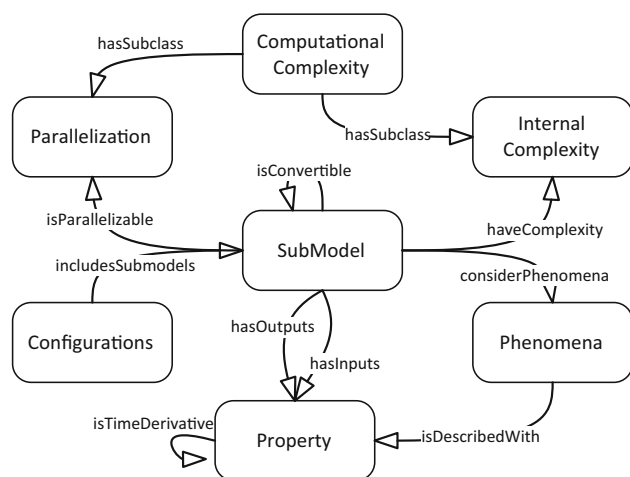 hasSubclass
Computational
Complexity
Parallelization
hasSubclass
Internal
Complexity
isConvertible
isParallelizable
SubModel
haveComplexity
includesSubmodels
considerPhenomena
Configurations
hasOutputs
hasInputs
Phenomena
isTimeDerivative
Property
isDescribedWith